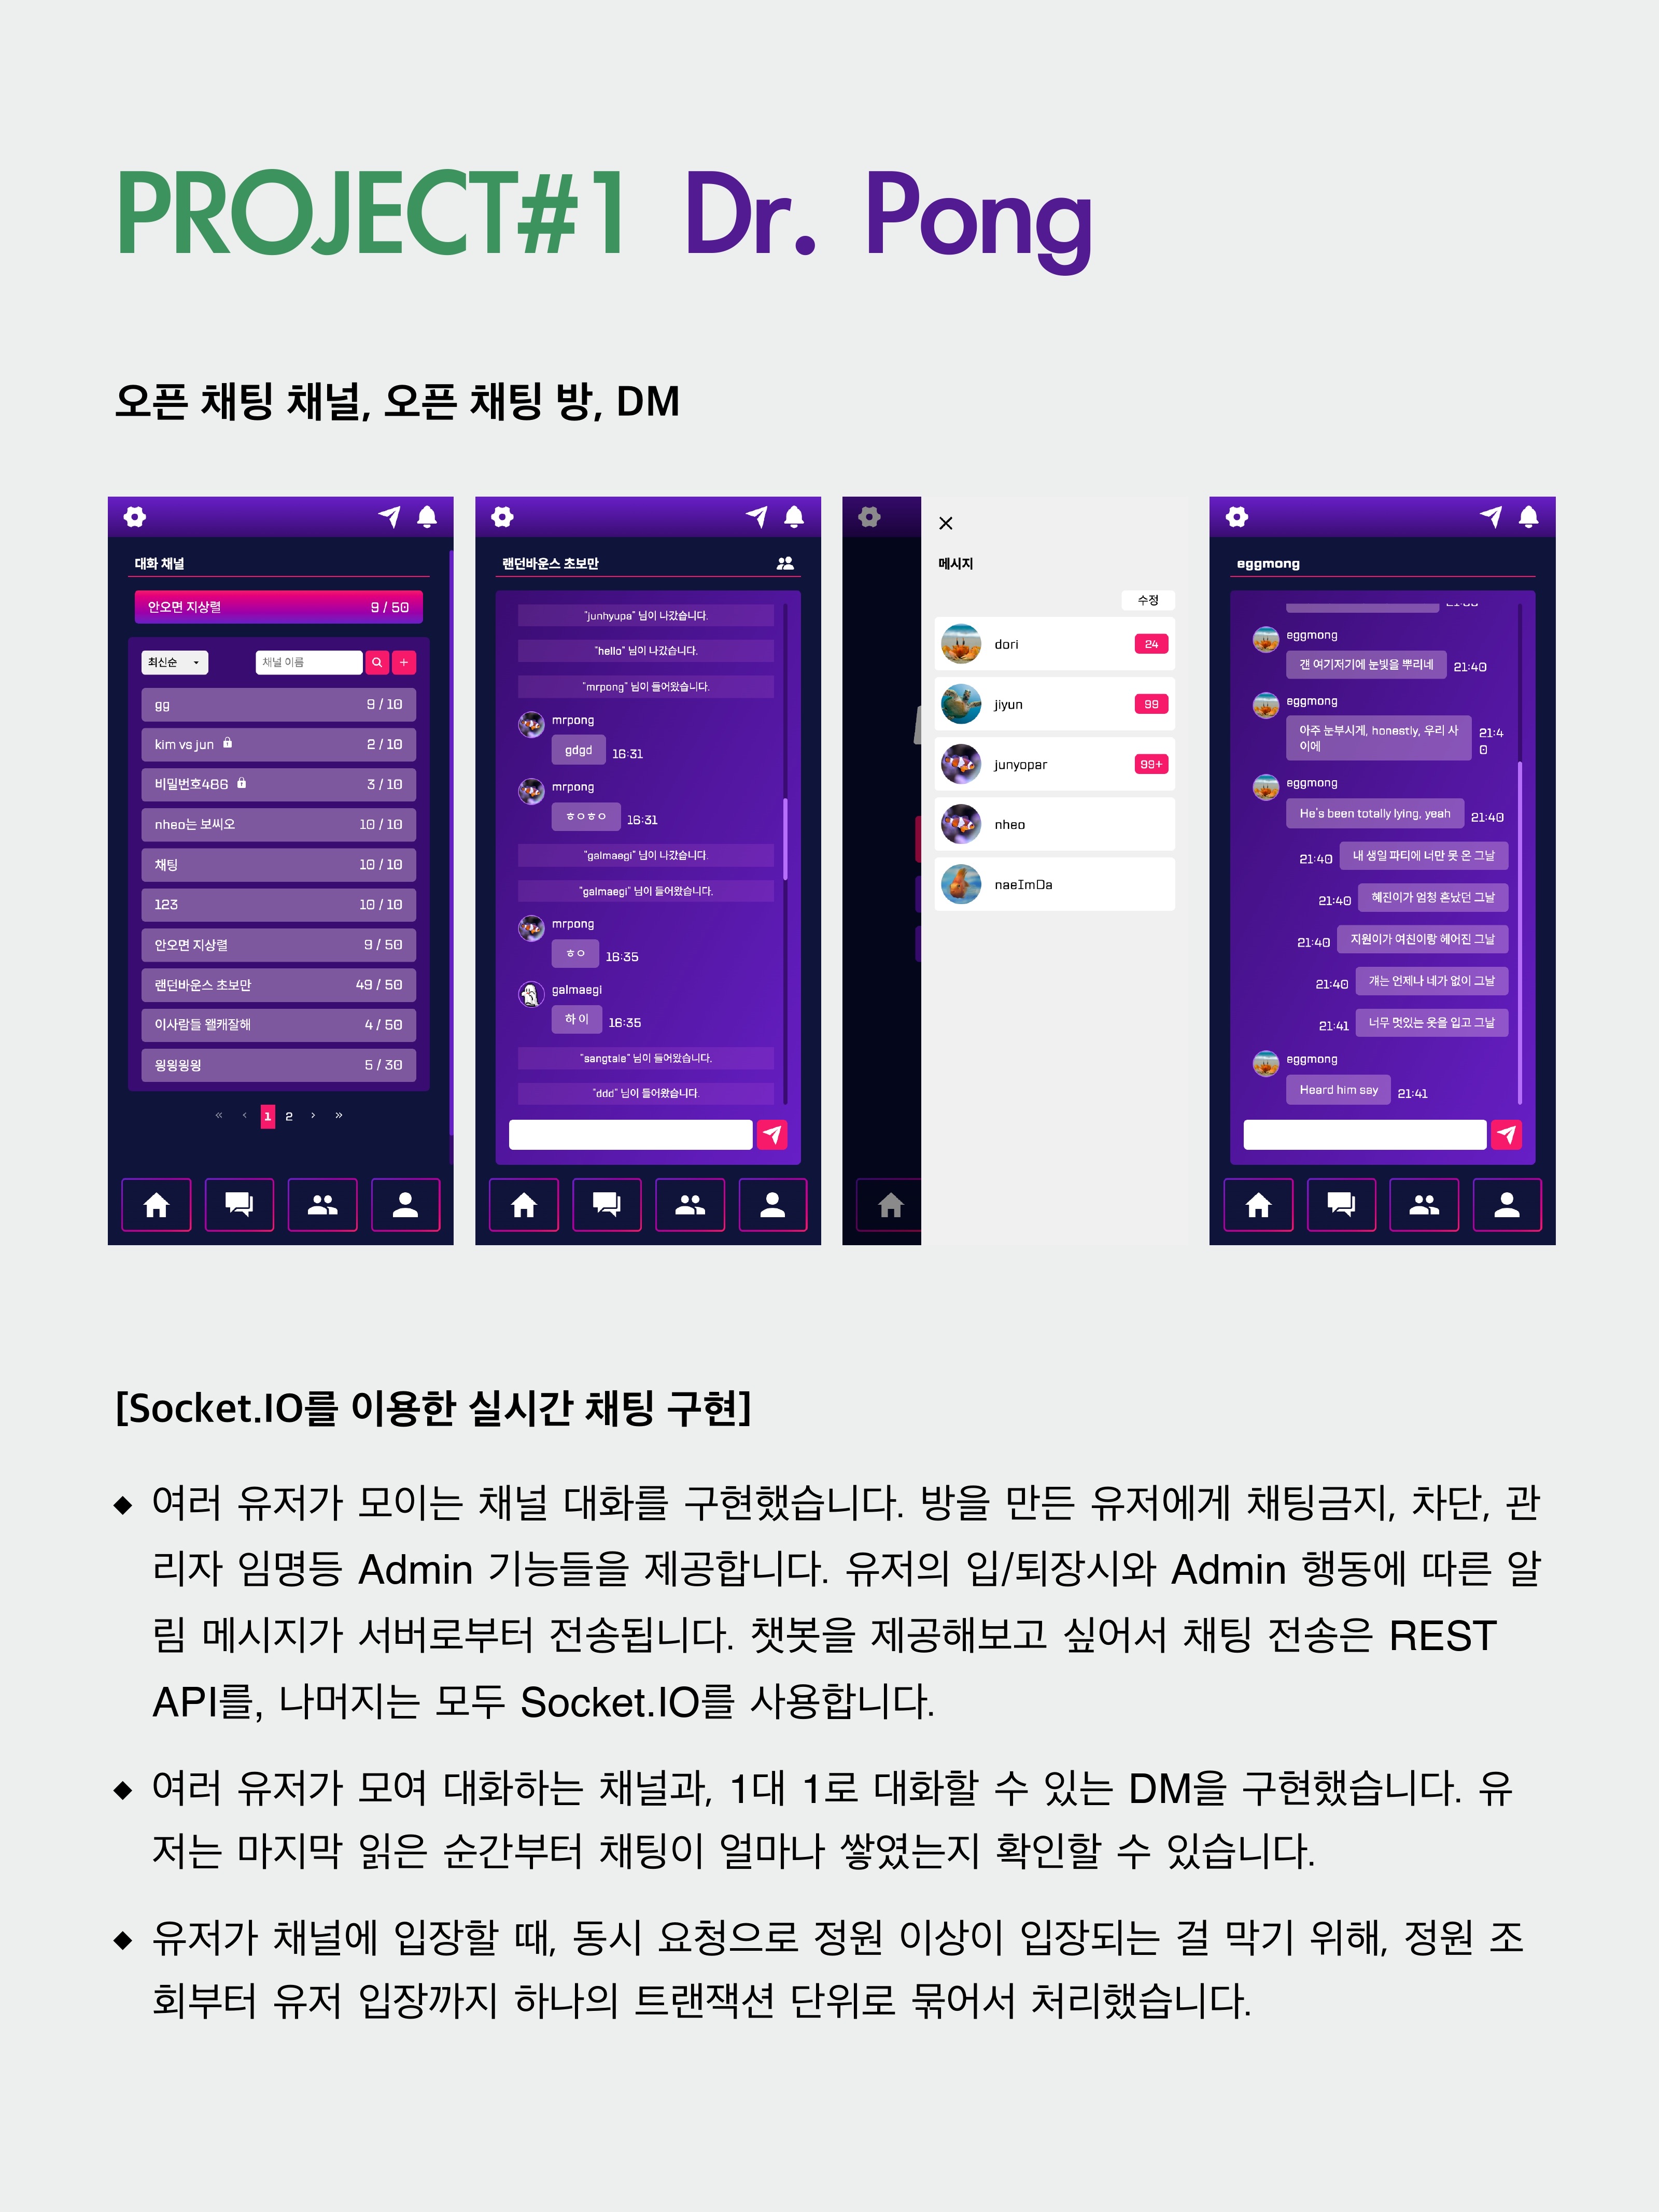 PROJECT#1 Dr. Pong
오픈 채팅 채널, 오픈 채팅 방, DM
대화 채널
안오면 지상렬 9 / 50
최신순 채널 이름
gg 9 / 10
kim vs jun 2 / 10
비밀번호486 3 / 10
nheo는 보씨오 10 / 10
채팅 10 / 10
123 10 / 10
안오면 지상렬 9 / 50
랜던바운스 초보만 49 / 50
이사람들 왤캐잘해 4 / 50
윙윙윙윙 5 / 30
« ‹ 1 2 › »
랜던바운스 초보만
"junhyupa" 님이 나갔습니다.
"hello" 님이 나갔습니다.
"mrpong" 님이 들어왔습니다.
mrpong
gdgd 16:31
mrpong
ㅎㅇㅎㅇ 16:31
"galmaegi" 님이 나갔습니다.
"galmaegi" 님이 들어왔습니다.
mrpong
ㅎㅇ 16:35
galmaegi
하이 16:35
"sangtale" 님이 들어왔습니다.
"ddd" 님이 들어왔습니다.
메시지
수정
dori 24
jiyun 99
junyopar 99+
nheo
naeImDa
eggmong
eggmong
갠 여기저기에 눈빛을 뿌리네 21:40
eggmong
아주 눈부시게, honestly, 우리 사 21:4
이에 0
eggmong
He's been totally lying, yeah 21:40
21:40 내 생일 파티에 너만 못 온 그날
21:40 혜진이가 엄청 혼났던 그날
21:40 지원이가 여친이랑 헤어진 그날
21:40 걔는 언제나 네가 없이 그날
21:41 너무 멋있는 옷을 입고 그날
eggmong
Heard him say 21:41
[Socket.IO를 이용한 실시간 채팅 구현]
◆ 여러 유저가 모이는 채널 대화를 구현했습니다. 방을 만든 유저에게 채팅금지, 차단, 관
리자 임명등 Admin 기능들을 제공합니다. 유저의 입/퇴장시와 Admin 행동에 따른 알
림 메시지가 서버로부터 전송됩니다. 챗봇을 제공해보고 싶어서 채팅 전송은 REST
API를, 나머지는 모두 Socket.IO를 사용합니다.
◆ 여러 유저가 모여 대화하는 채널과, 1대 1로 대화할 수 있는 DM을 구현했습니다. 유
저는 마지막 읽은 순간부터 채팅이 얼마나 쌓였는지 확인할 수 있습니다.
◆ 유저가 채널에 입장할 때, 동시 요청으로 정원 이상이 입장되는 걸 막기 위해, 정원 조
회부터 유저 입장까지 하나의 트랜잭션 단위로 묶어서 처리했습니다.